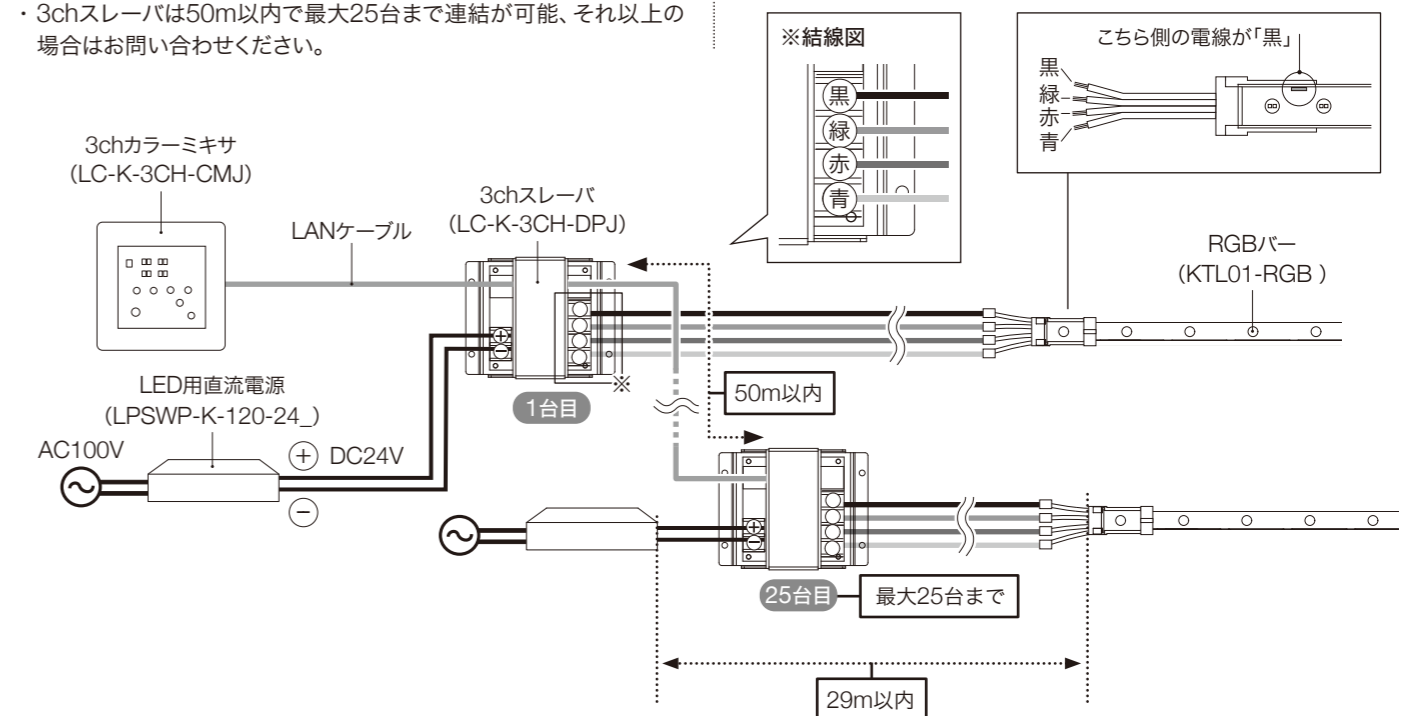 ・3chスレーバは50m以内で最大25台まで連結が可能、それ以上の
場合はお問い合わせください。
※結線図
黒
緑
赤
青
こちら側の電線が「黒」
黒
緑
赤
青
3chカラーミキサ
(LC-K-3CH-CMJ)
LANケーブル
3chスレーバ
(LC-K-3CH-DPJ)
RGBバー
(KTL01-RGB )
※
1台目
50m以内
LED用直流電源
(LPSWP-K-120-24_)
AC100V
+ DC24V
−
+
−
+
−
25台目
最大25台まで
29m以内